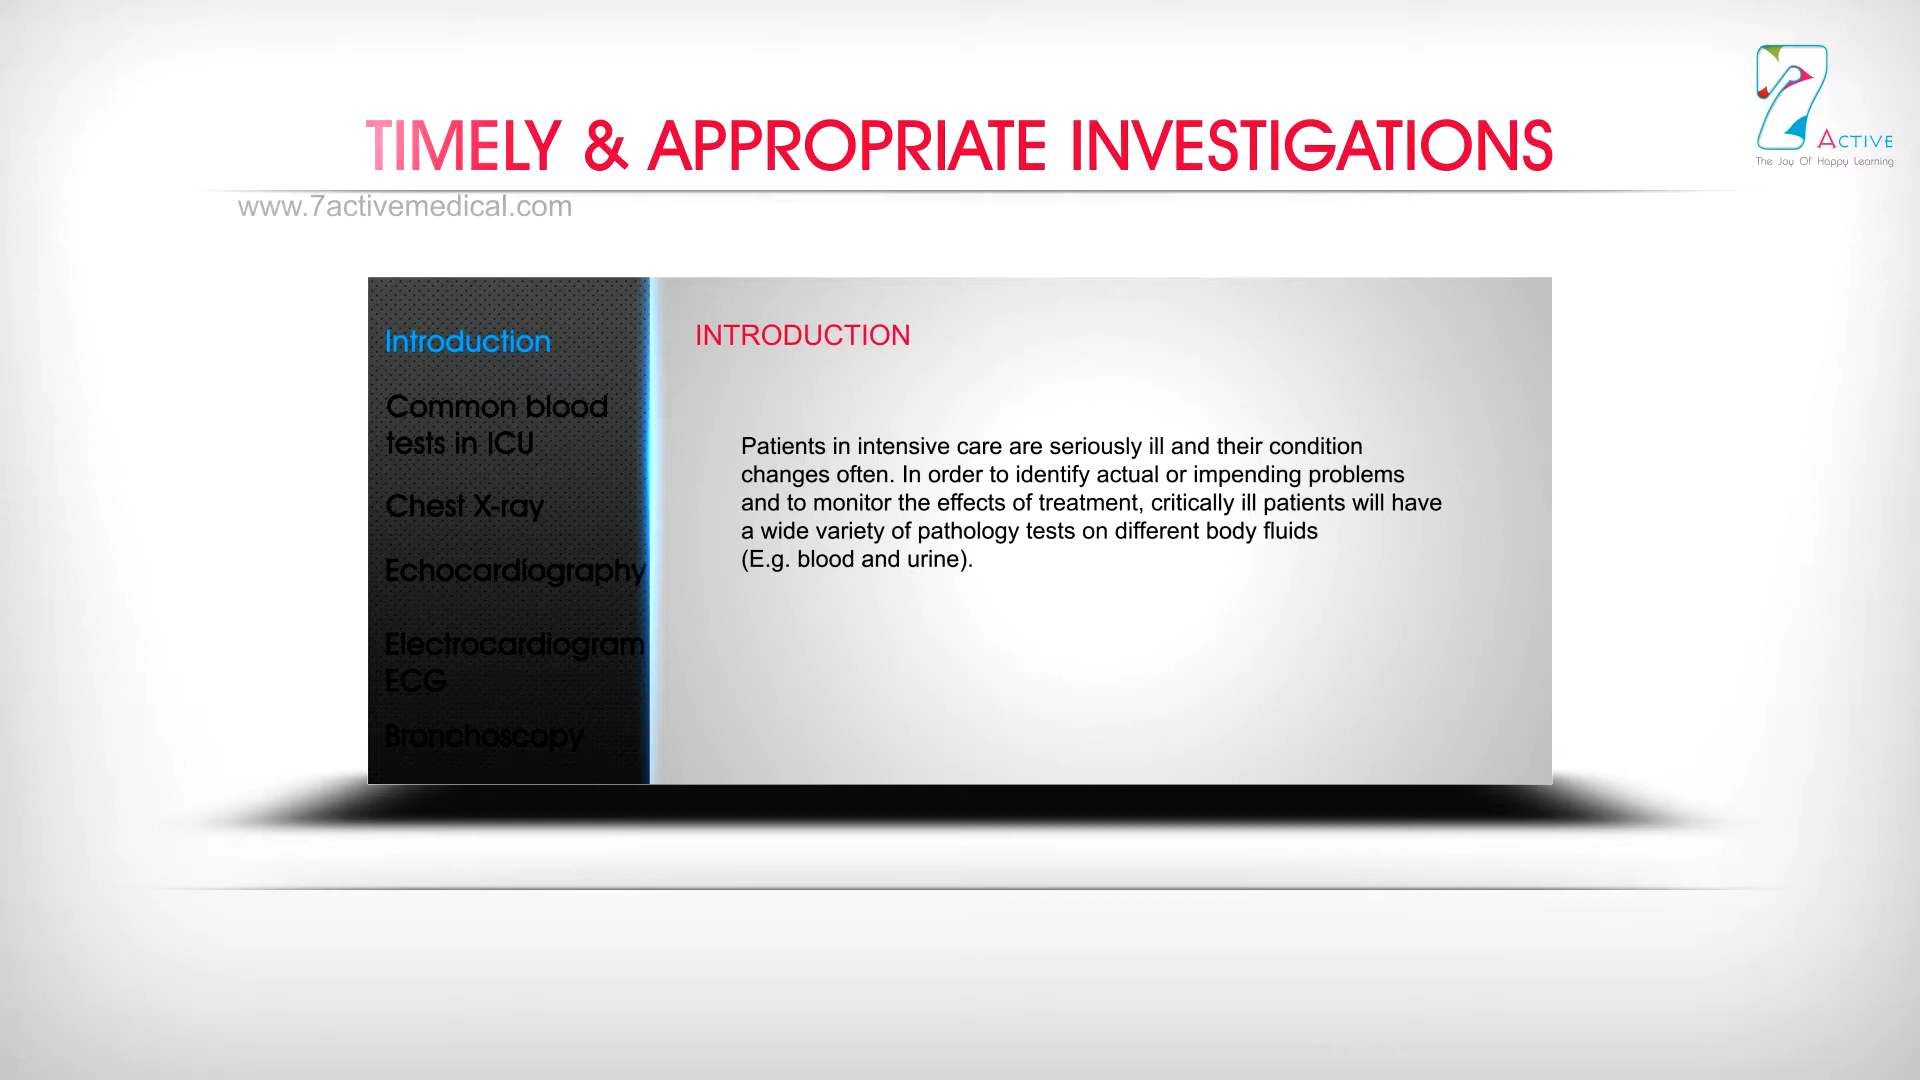 TIMELY & APPROPRIATE INVESTIGATIONS
ACTIVE
The Joy Of Happy Learning
www.7activemedical.com
Introduction
Common blood
tests in ICU
Chest X-ray
Echocardiography
Electrocardiogram
ECG
Bronchoscopy
INTRODUCTION
Patients in intensive care are seriously ill and their condition
changes often. In order to identify actual or impending problems
and to monitor the effects of treatment, critically ill patients will have
a wide variety of pathology tests on different body fluids
(E.g. blood and urine).